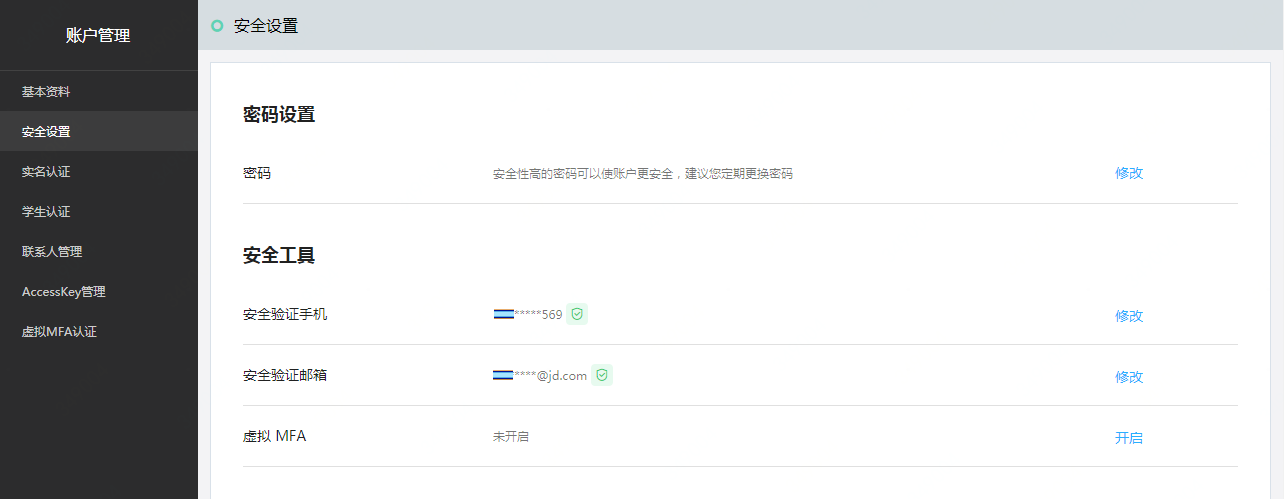 账户管理
基本资料
安全设置
实名认证
学生认证
联系人管理
AccessKey管理
虚拟MFA认证
安全设置
密码设置
密码 安全性高的密码可以使账户更安全，建议您定期更换密码 修改
安全工具
安全验证手机 *****569 修改
安全验证邮箱 ****@jd.com 修改
虚拟 MFA 未开启 开启